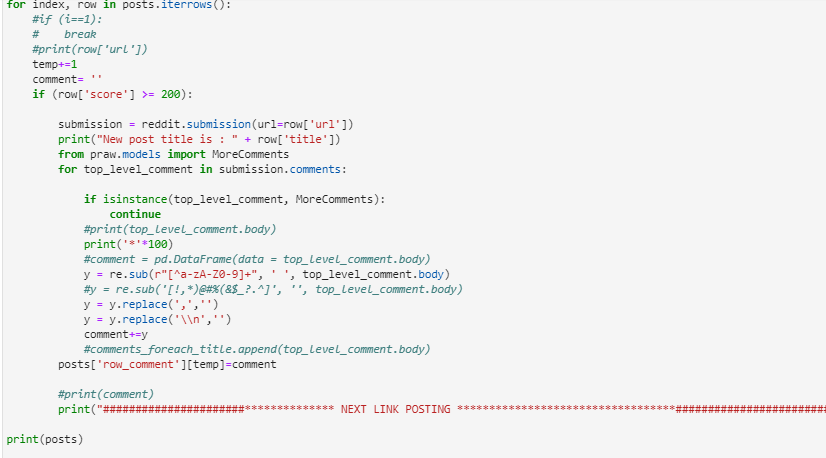 for index, row in posts.iterrows():
    #if (i==1):
    #    break
    #print(row['url'])
    temp+=1
    comment= ''
    if (row['score'] >= 200):

        submission = reddit.submission(url=row['url'])
        print("New post title is : " + row['title'])
        from praw.models import MoreComments
        for top_level_comment in submission.comments:

            if isinstance(top_level_comment, MoreComments):
                continue
            #print(top_level_comment.body)
            print('*'*100)
            #comment = pd.DataFrame(data = top_level_comment.body)
            y = re.sub(r"[^a-zA-Z0-9]+", ' ', top_level_comment.body)
            #y = re.sub('[!,*)@#%(&$_?.^]', '', top_level_comment.body)
            y = y.replace(',','')
            y = y.replace('\\n','')
            comment+=y
            #comments_foreach_title.append(top_level_comment.body)
        posts['row_comment'][temp]=comment

        #print(comment)
        print("######################************** NEXT LINK POSTING **********************************########################

print(posts)